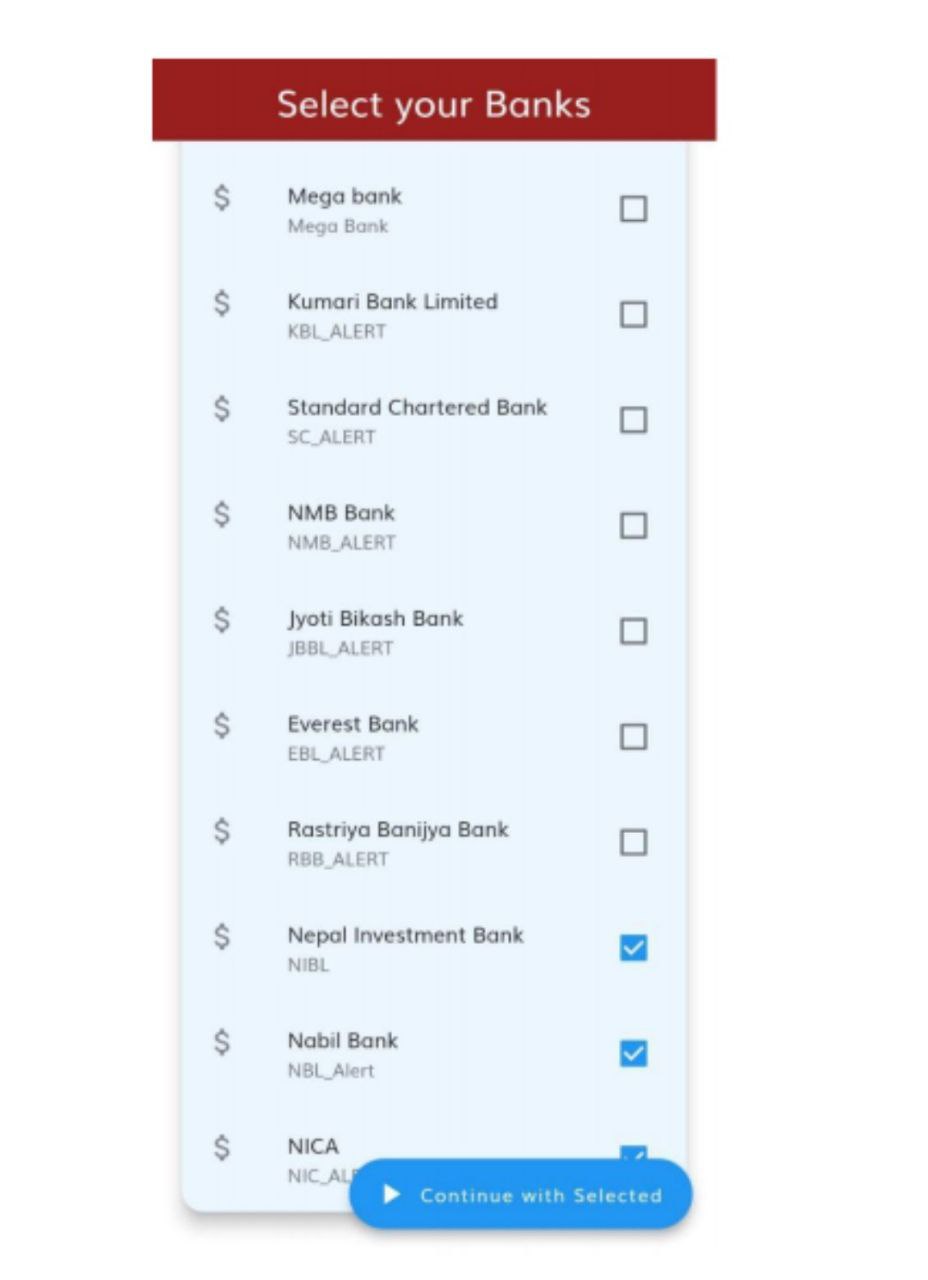 Select your Banks
$ Mega bank
Mega Bank
$ Kumari Bank Limited
KBL_ALERT
$ Standard Chartered Bank
SC_ALERT
$ NMB Bank
NMB_ALERT
$ Jyoti Bikash Bank
JBBL_ALERT
$ Everest Bank
EBL_ALERT
$ Rastriya Banijya Bank
RBB_ALERT
$ Nepal Investment Bank
NIBL
$ Nabil Bank
NBL_Alert
$ NICA
Continue with Selected